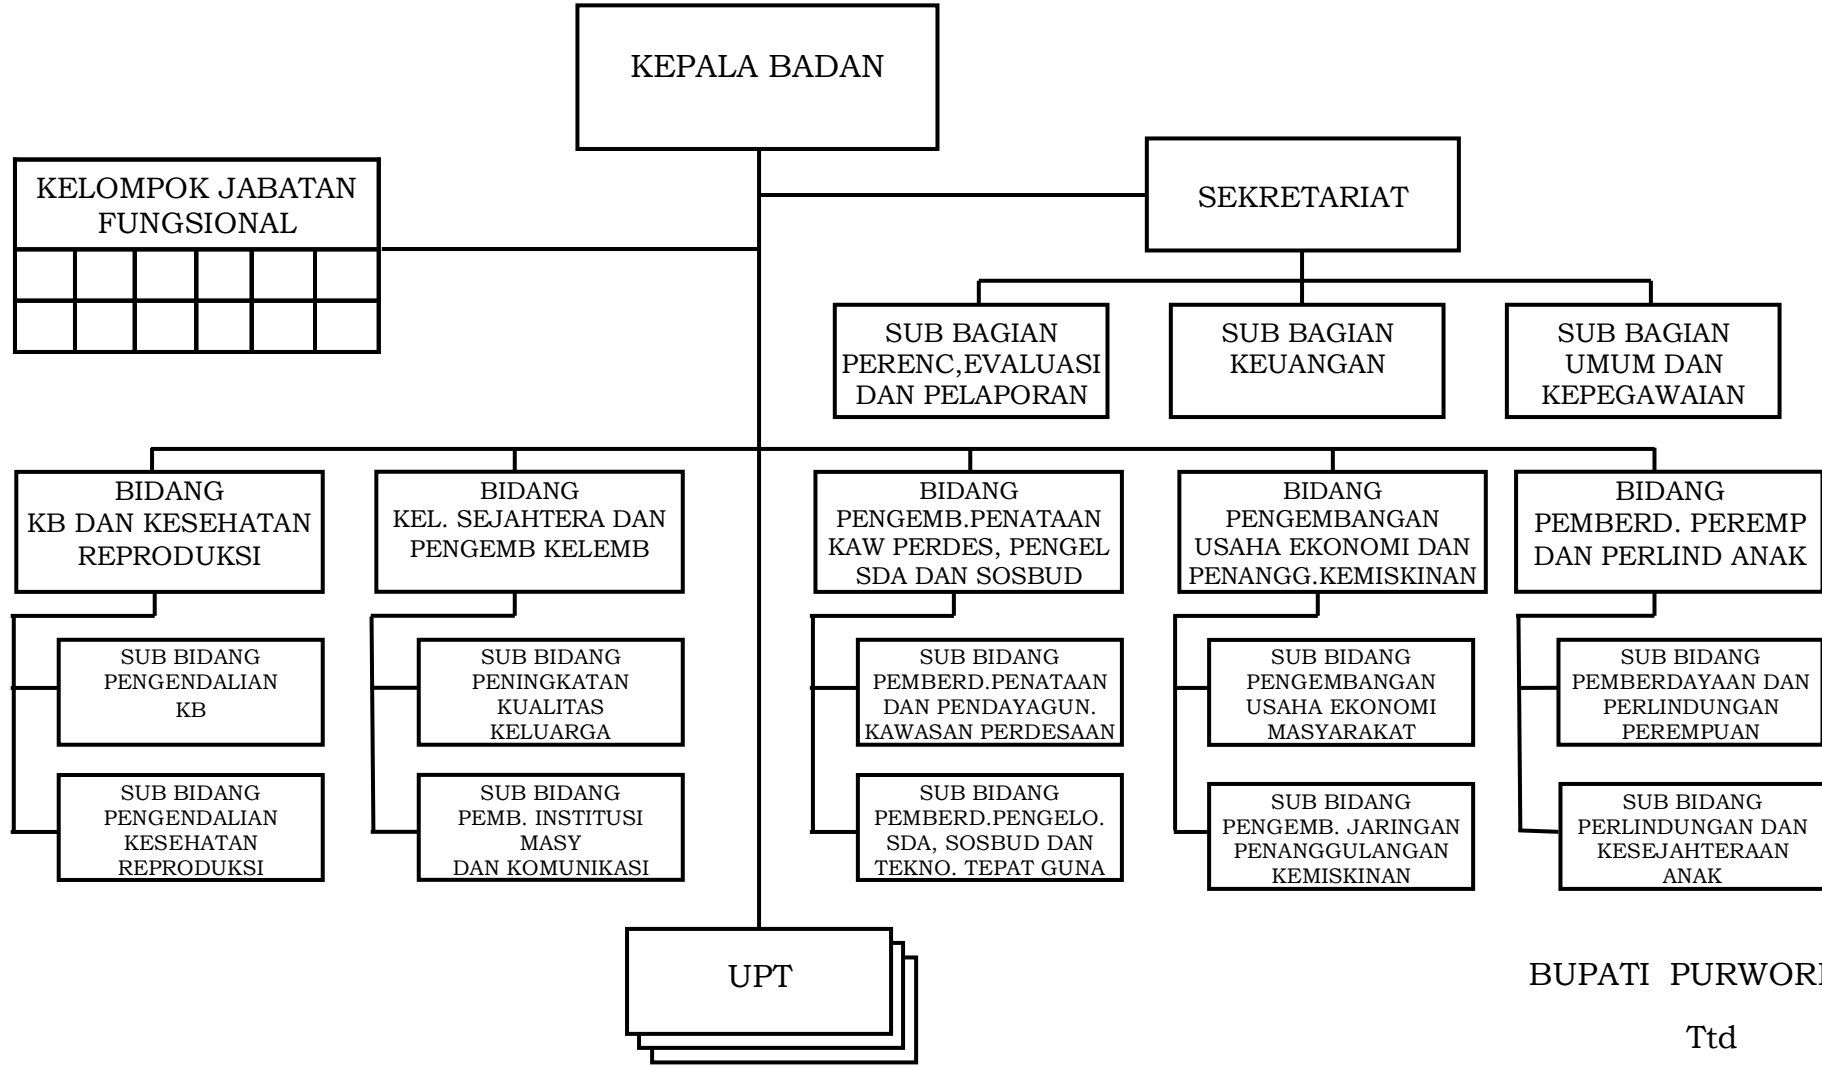 KEPALA BADAN
KELOMPOK JABATAN
FUNGSIONAL
SEKRETARIAT
SUB BAGIAN
PERENC,EVALUASI
DAN PELAPORAN
SUB BAGIAN
KEUANGAN
SUB BAGIAN
UMUM DAN
KEPEGAWAIAN
BIDANG
KB DAN KESEHATAN
REPRODUKSI
BIDANG
KEL. SEJAHTERA DAN
PENGEMB KELEMB
BIDANG
PENGEMB.PENATAAN
KAW PERDES, PENGEL
SDA DAN SOSBUD
BIDANG
PENGEMBANGAN
USAHA EKONOMI DAN
PENANGG.KEMISKINAN
BIDANG
PEMBERD. PEREMP
DAN PERLIND ANAK
SUB BIDANG
PENGENDALIAN
KB
SUB BIDANG
PENINGKATAN
KUALITAS
KELUARGA
SUB BIDANG
PEMBERD.PENATAAN
DAN PENDAYAGUN.
KAWASAN PERDESAAN
SUB BIDANG
PENGEMBANGAN
USAHA EKONOMI
MASYARAKAT
SUB BIDANG
PEMBERDAYAAN DAN
PERLINDUNGAN
PEREMPUAN
SUB BIDANG
PENGENDALIAN
KESEHATAN
REPRODUKSI
SUB BIDANG
PEMB. INSTITUSI
MASY
DAN KOMUNIKASI
SUB BIDANG
PEMBERD.PENGELO.
SDA, SOSBUD DAN
TEKNO. TEPAT GUNA
SUB BIDANG
PENGEMB. JARINGAN
PENANGGULANGAN
KEMISKINAN
SUB BIDANG
PERLINDUNGAN DAN
KESEJAHTERAAN
ANAK
UPT
BUPATI PURWOR
Ttd